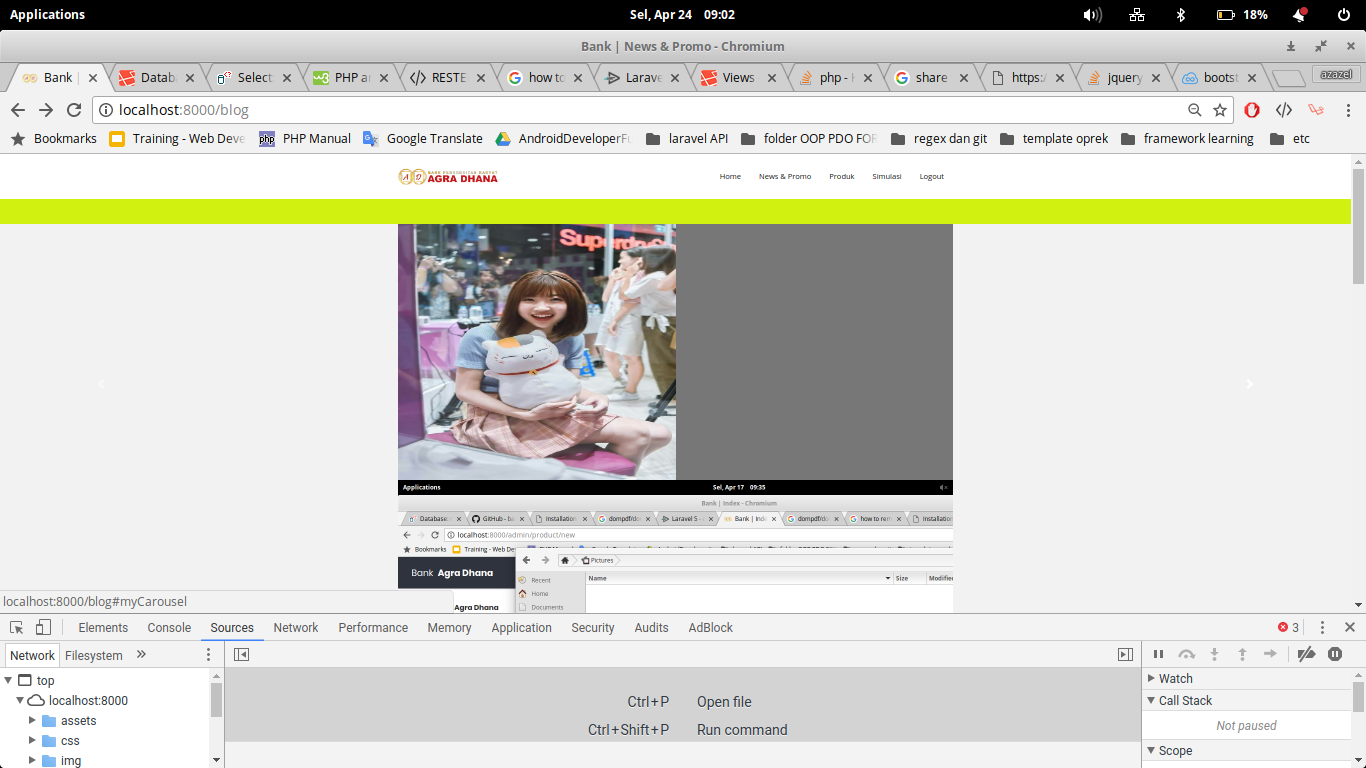 Applications Sel, Apr 24 09:02 18%
Bank | News & Promo - Chromium
Bank | Datab Select PHP a RESTE how to Larave Views php - share https:/ jquery bootst azazel
localhost:8000/blog
Bookmarks Training - Web Deve PHP Manual Google Translate AndroidDeveloperFu laravel API folder OOP PDO FOR regex dan git template oprek framework learning etc
AGRA DHANA Home News & Promo Produk Simulasi Logout
Applications Sel, Apr 17 09:35
Bank | Index - Chromium
Database: GitHub - ba Installation dompdf/do Laravel 5 - Bank | Inde dompdf/do how to rem Installation
localhost:8000/admin/product/new
Bookmarks Training - Web De
Pictures
Bank Agra Dhana Recent Name Size Modified
Home
localhost:8000/blog#myCarousel Agra Dhana Documents
Elements Console Sources Network Performance Memory Application Security Audits AdBlock 3
Network Filesystem
top Watch
localhost:8000 Ctrl+P Open file Call Stack
assets Not paused
css Ctrl+Shift+P Run command
img Scope